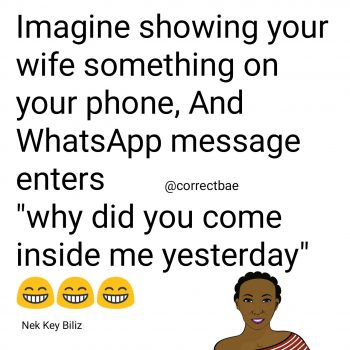 Imagine showing your
wife something on
your phone, And
WhatsApp message
enters
@correctbae
"why did you come
inside me yesterday"
😁😁😁
Nek Key Biliz